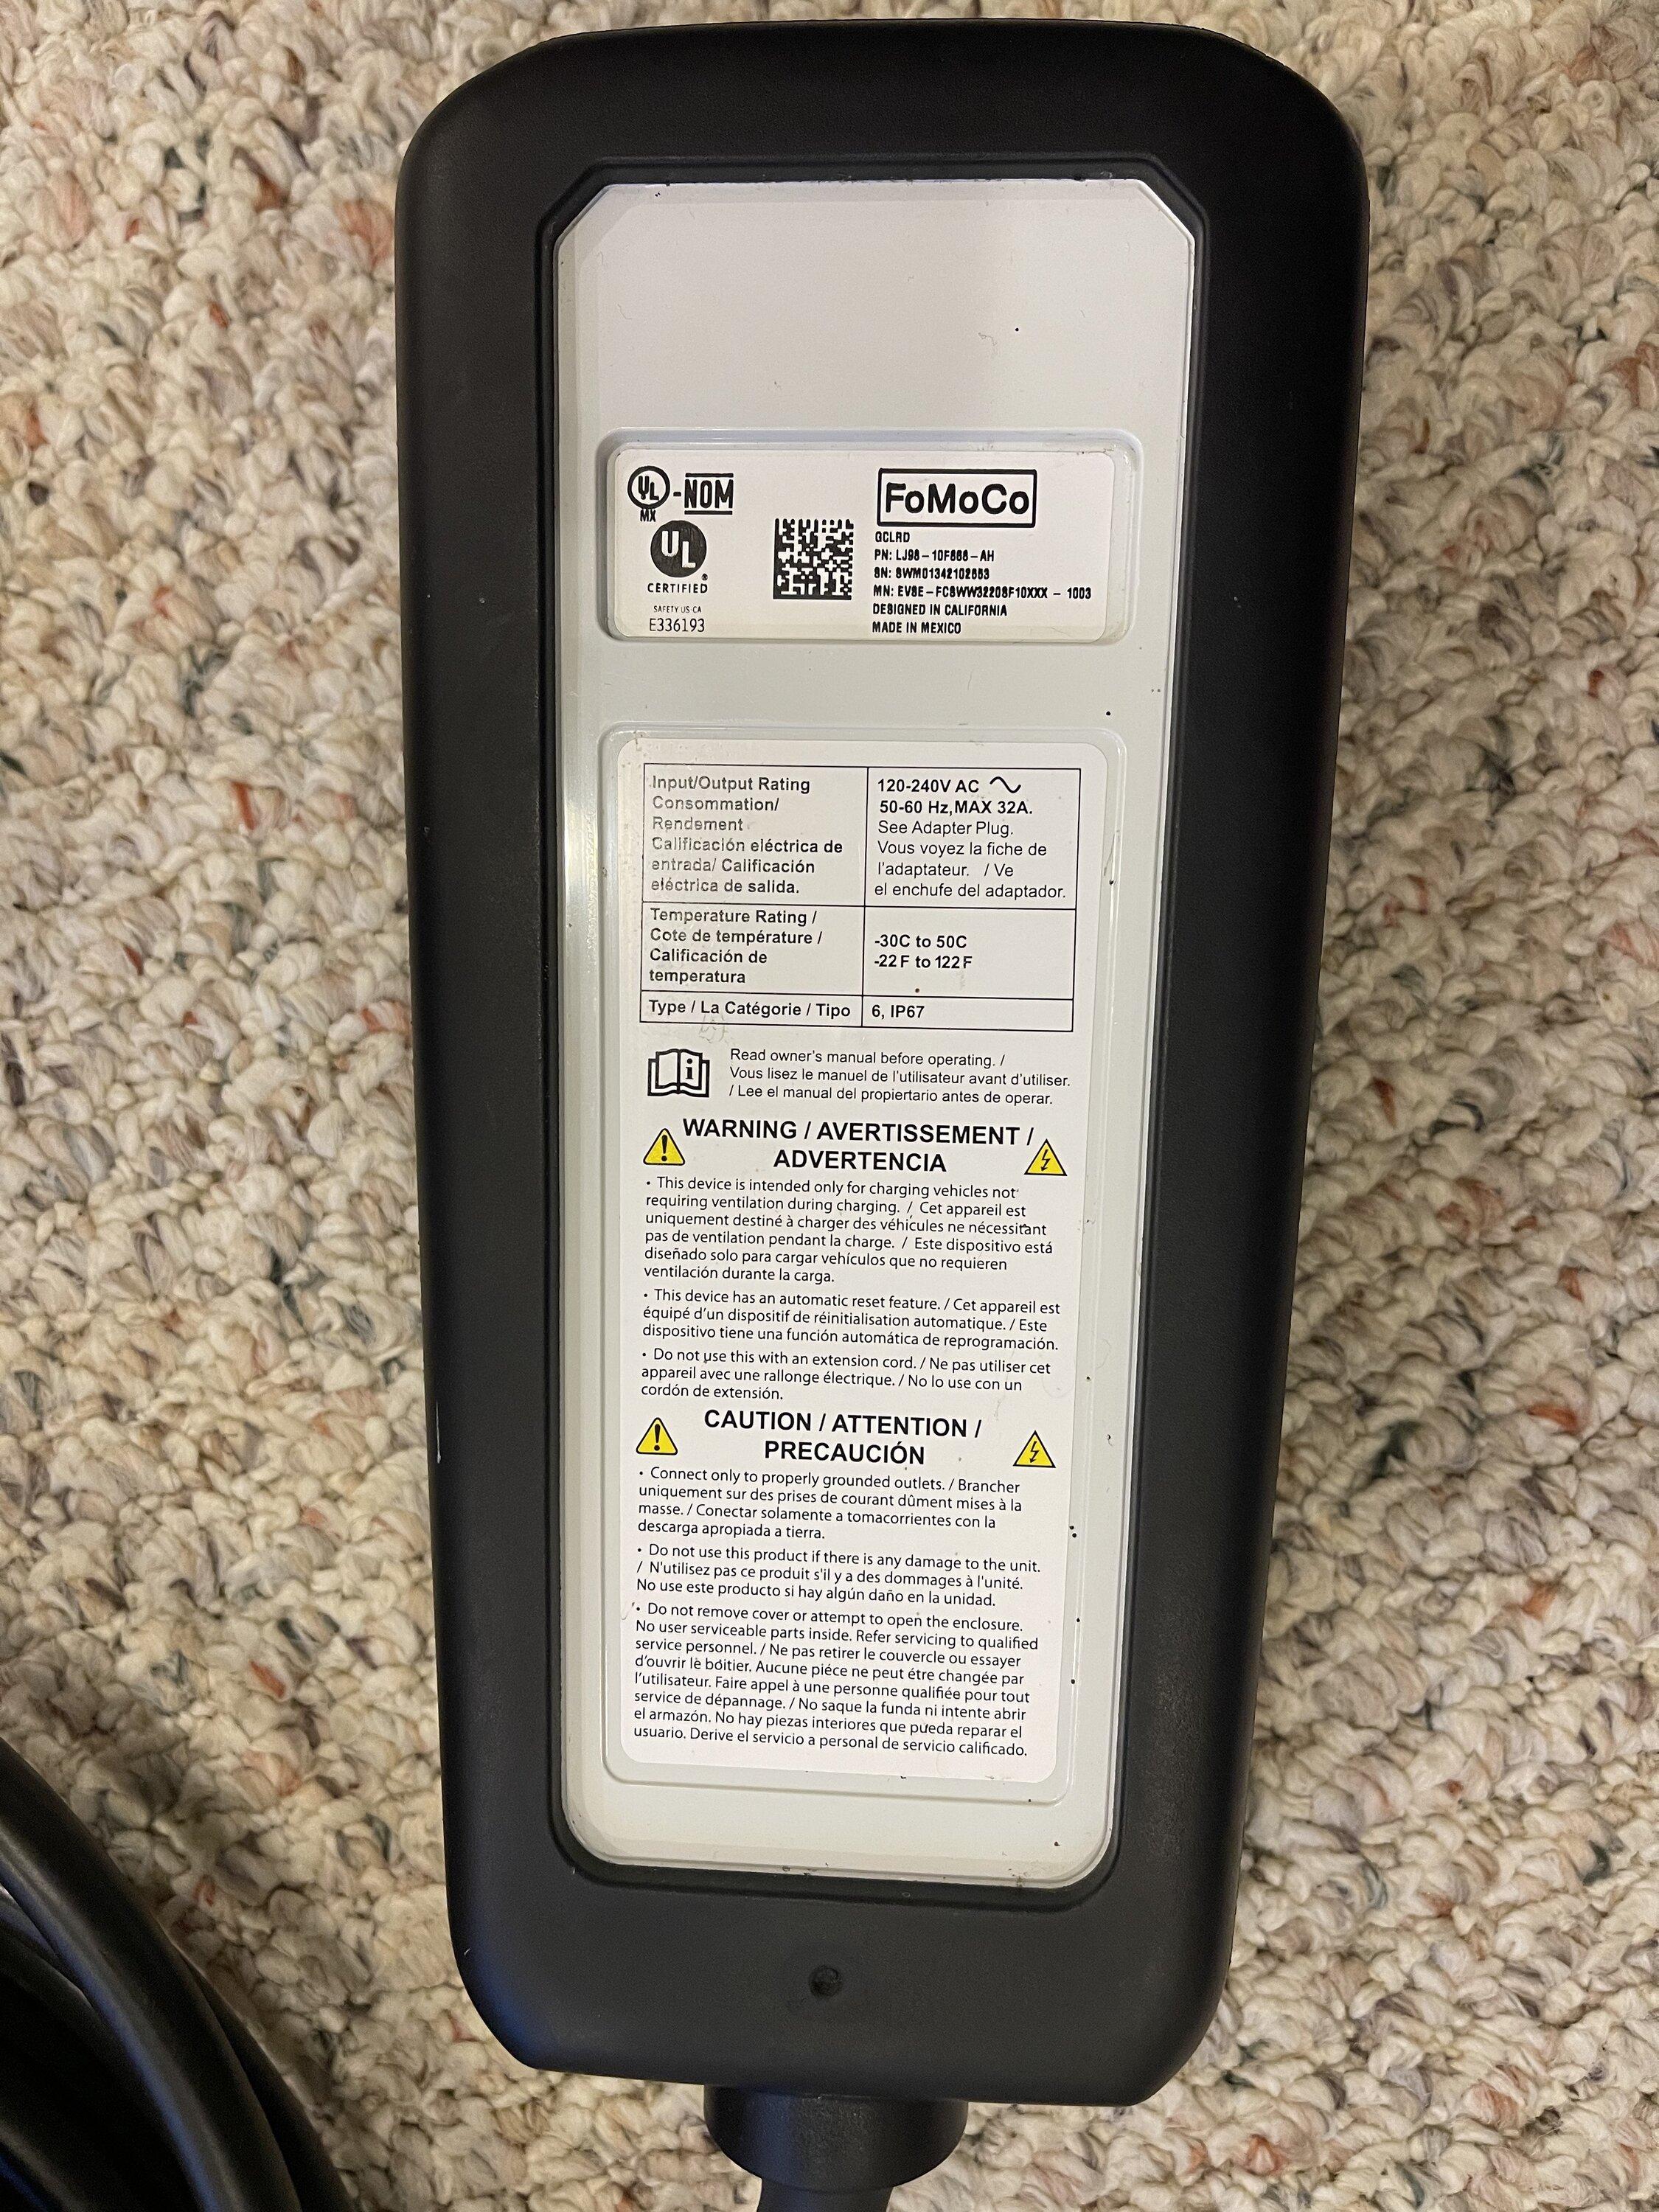 UL
MX
-NOM
UL
®
CERTIFIED
SAFETY US CA
E336193
FoMoCo
GCLRD
PN: LJ98-10F888-AH
SN: SWM01342102553
MN: EVSE-FCSWW32208F10XXX - 1003
DESIGNED IN CALIFORNIA
MADE IN MEXICO
Input/Output Rating
Consommation/
Rendement
Calificación eléctrica de
entrada/ Calificación
eléctrica de salida.
120-240V AC
50-60 Hz,MAX 32A.
See Adapter Plug.
Vous voyez la fiche de
l'adaptateur. / Ve
el enchufe del adaptador.
Temperature Rating /
Cote de température /
Calificación de
temperatura
-30C to 50C
-22F to 122F
Type / La Catégorie / Tipo
6, IP67
Read owner's manual before operating. /
Vous lisez le manuel de l'utilisateur avant d'utiliser.
/ Lee el manual del propiertario antes de operar.
WARNING / AVERTISSEMENT /
ADVERTENCIA
• This device is intended only for charging vehicles not
requiring ventilation during charging. / Cet appareil est
uniquement destiné à charger des véhicules ne nécessitant
pas de ventilation pendant la charge. / Este dispositivo está
diseñado solo para cargar vehículos que no requieren
ventilación durante la carga.
• This device has an automatic reset feature. / Cet appareil est
équipé d'un dispositif de réinitialisation automatique. / Este
dispositivo tiene una función automática de reprogramación.
• Do not use this with an extension cord. / Ne pas utiliser cet
appareil avec une rallonge électrique. / No lo use con un
cordón de extensión.
CAUTION / ATTENTION /
PRECAUCIÓN
• Connect only to properly grounded outlets. / Brancher
uniquement sur des prises de courant dûment mises à la
masse. / Conectar solamente a tomacorrientes con la
descarga apropiada a tierra.
• Do not use this product if there is any damage to the unit.
/ N'utilisez pas ce produit s'il y a des dommages à l'unité.
No use este producto si hay algún daño en la unidad.
• Do not remove cover or attempt to open the enclosure.
No user serviceable parts inside. Refer servicing to qualified
service personnel. / Ne pas retirer le couvercle ou essayer
d'ouvrir le bôitier. Aucune piéce ne peut étre changée par
l'utilisateur. Faire appel à une personne qualifiée pour tout
service de dépannage. / No saque la funda ni intente abrir
el armazón. No hay piezas interiores que pueda reparar el
usuario. Derive el servicio a personal de servicio calificado.